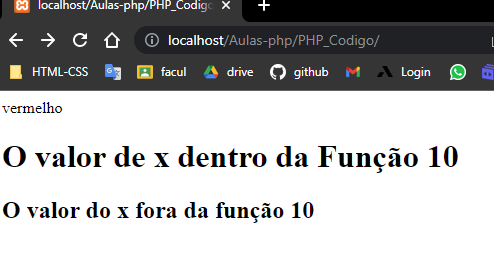 localhost/Aulas-php/PHP_Codigo/
localhost/Aulas-php/PHP_Codigo/
HTML-CSS facul drive github Login
vermelho
O valor de x dentro da Função 10
O valor do x fora da função 10